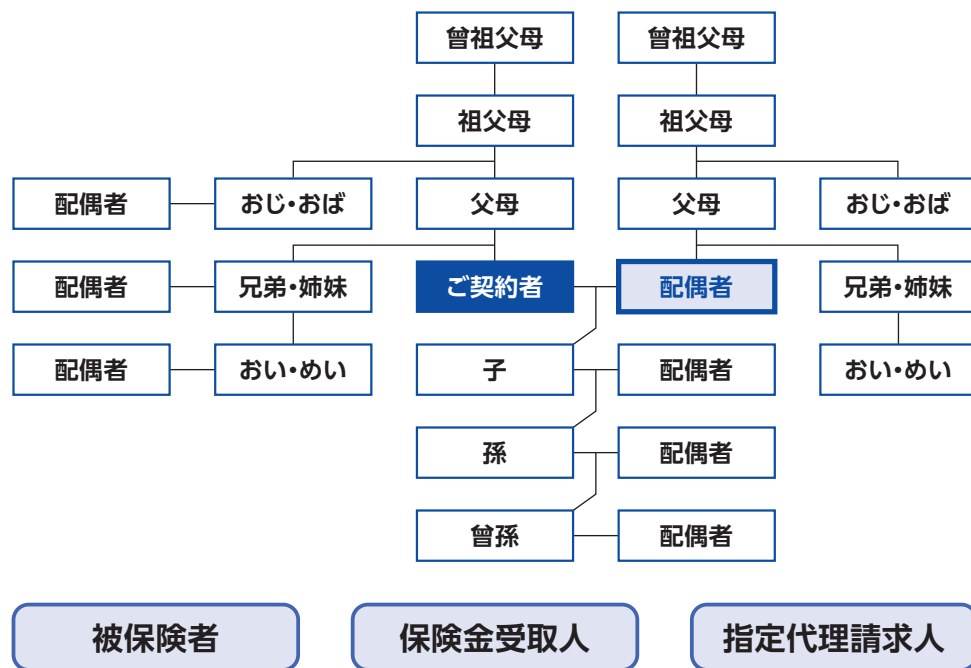 曾祖父母
曾祖父母
祖父母
祖父母
配偶者
おじ・おば
父母
父母
おじ・おば
配偶者
兄弟・姉妹
ご契約者
配偶者
兄弟・姉妹
配偶者
おい・めい
子
配偶者
おい・めい
孫
配偶者
曾孫
配偶者
被保険者
保険金受取人
指定代理請求人